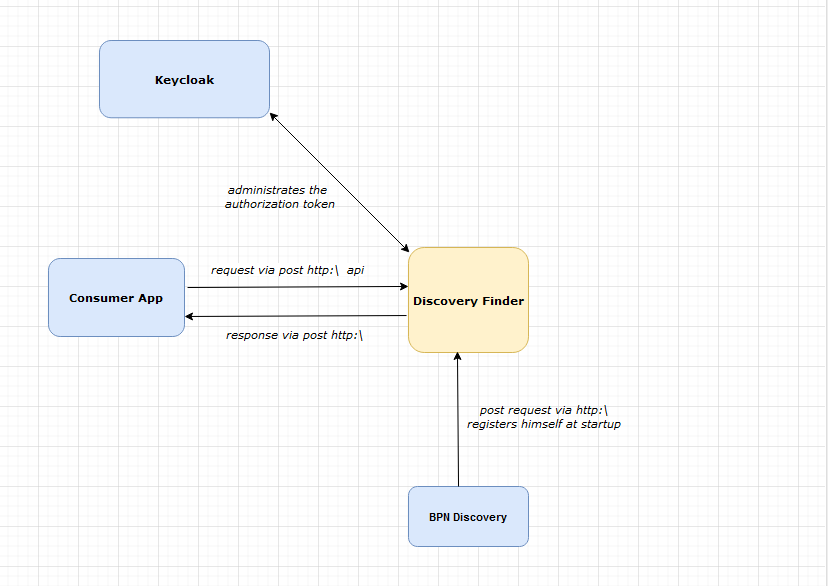 Keycloak
administrates the
authorization token
request via post http:\ api
Consumer App
Discovery Finder
response via post http:\
post request via http:\
registers himself at startup
BPN Discovery